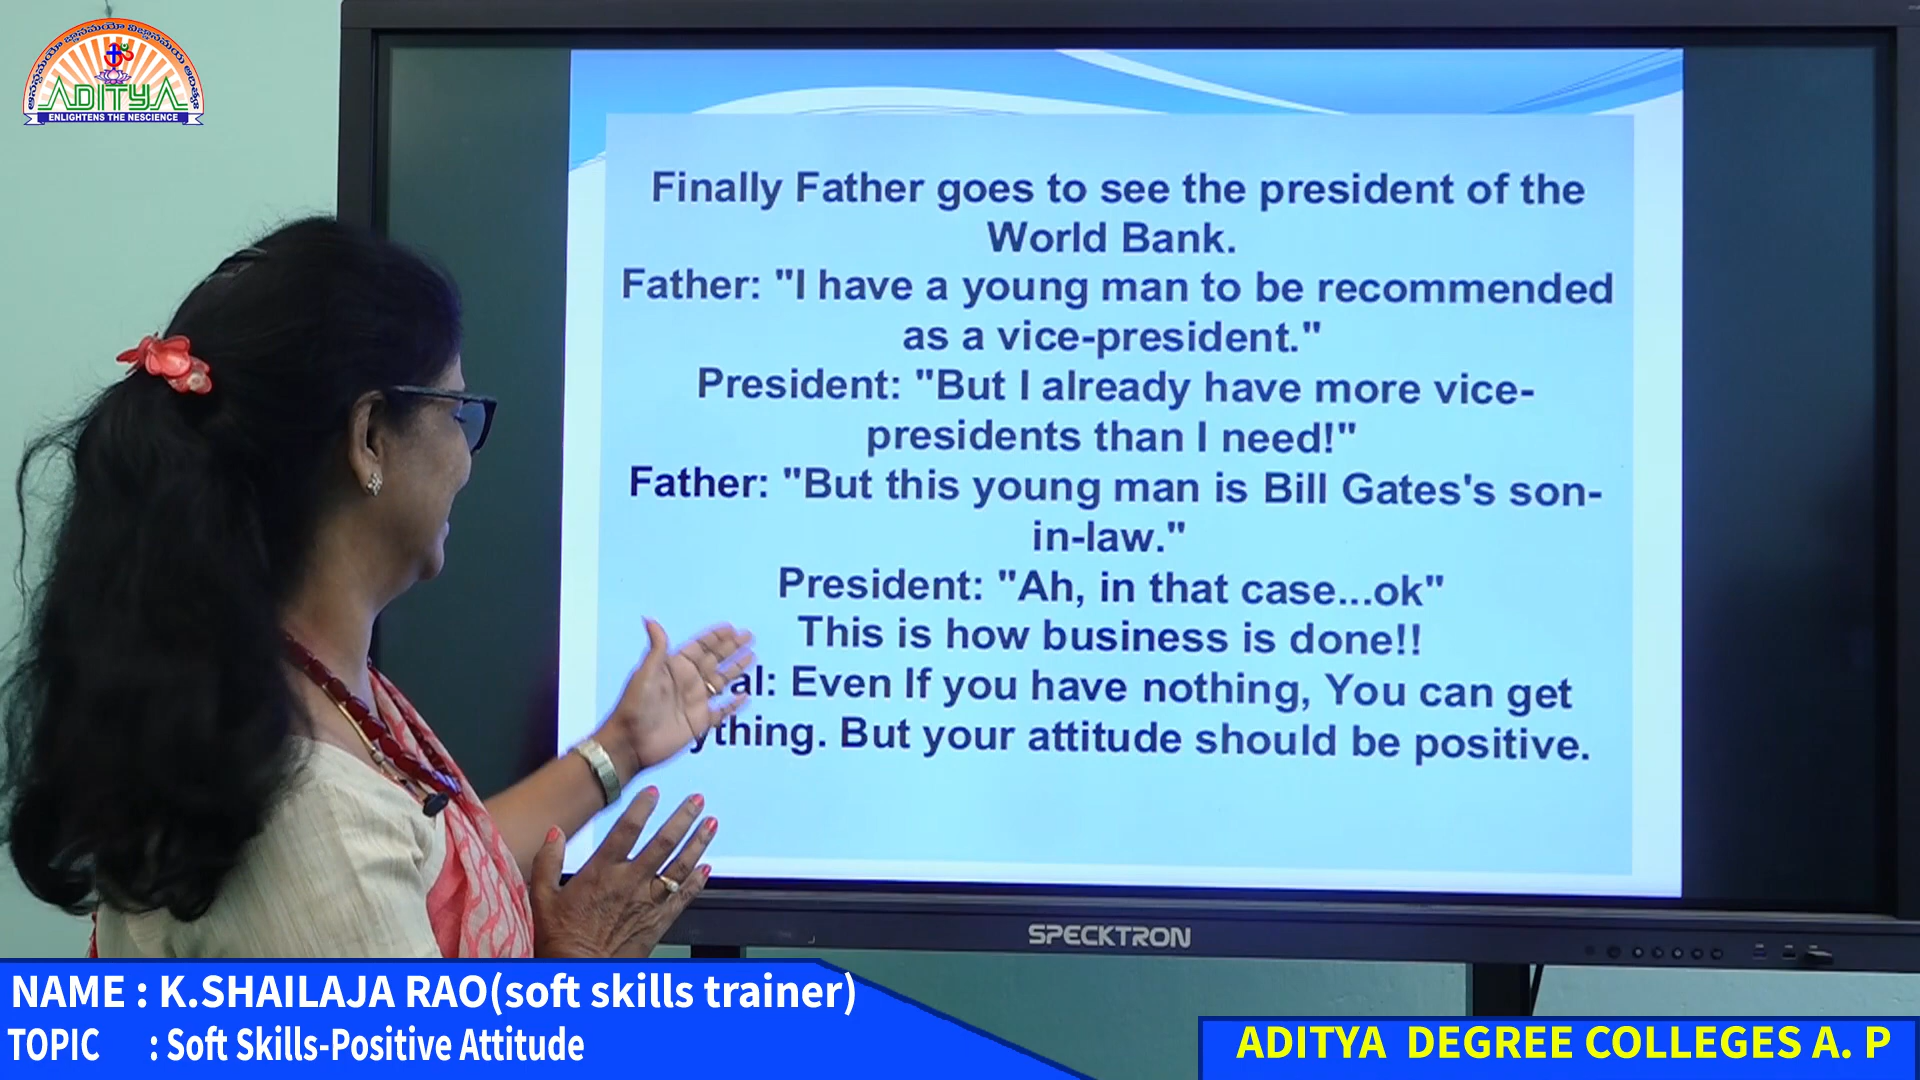 ADITYA
ENLIGHTENS THE NESCIENCE
Finally Father goes to see the president of the
World Bank.
Father: "I have a young man to be recommended
as a vice-president."
President: "But I already have more vice-
presidents than I need!"
Father: "But this young man is Bill Gates's son-
in-law."
President: "Ah, in that case...ok"
This is how business is done!!
Even If you have nothing, You can get
But your attitude should be positive.
SPECKTRON
NAME : K.SHAILAJA RAO(soft skills trainer)
TOPIC : Soft Skills-Positive Attitude
ADITYA DEGREE COLLEGES A. P